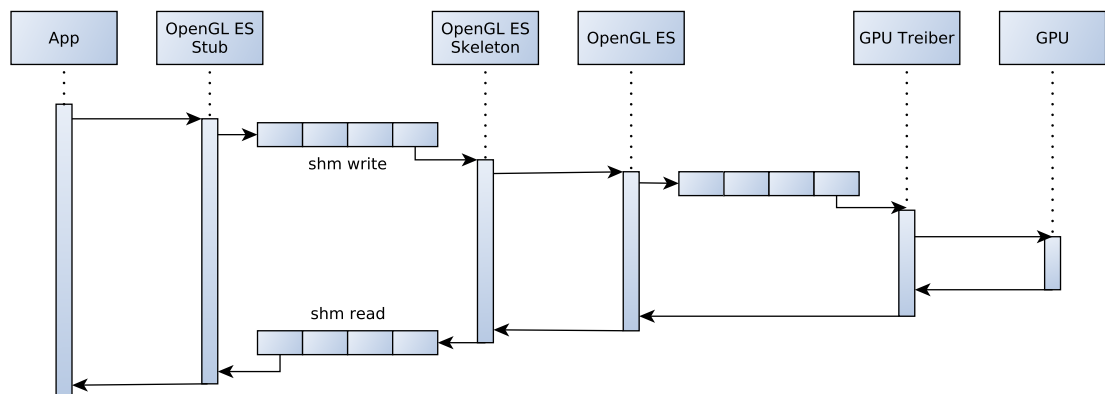 App
OpenGL ES
Stub
OpenGL ES
Skeleton
OpenGL ES
GPU Treiber
GPU
shm write
shm read